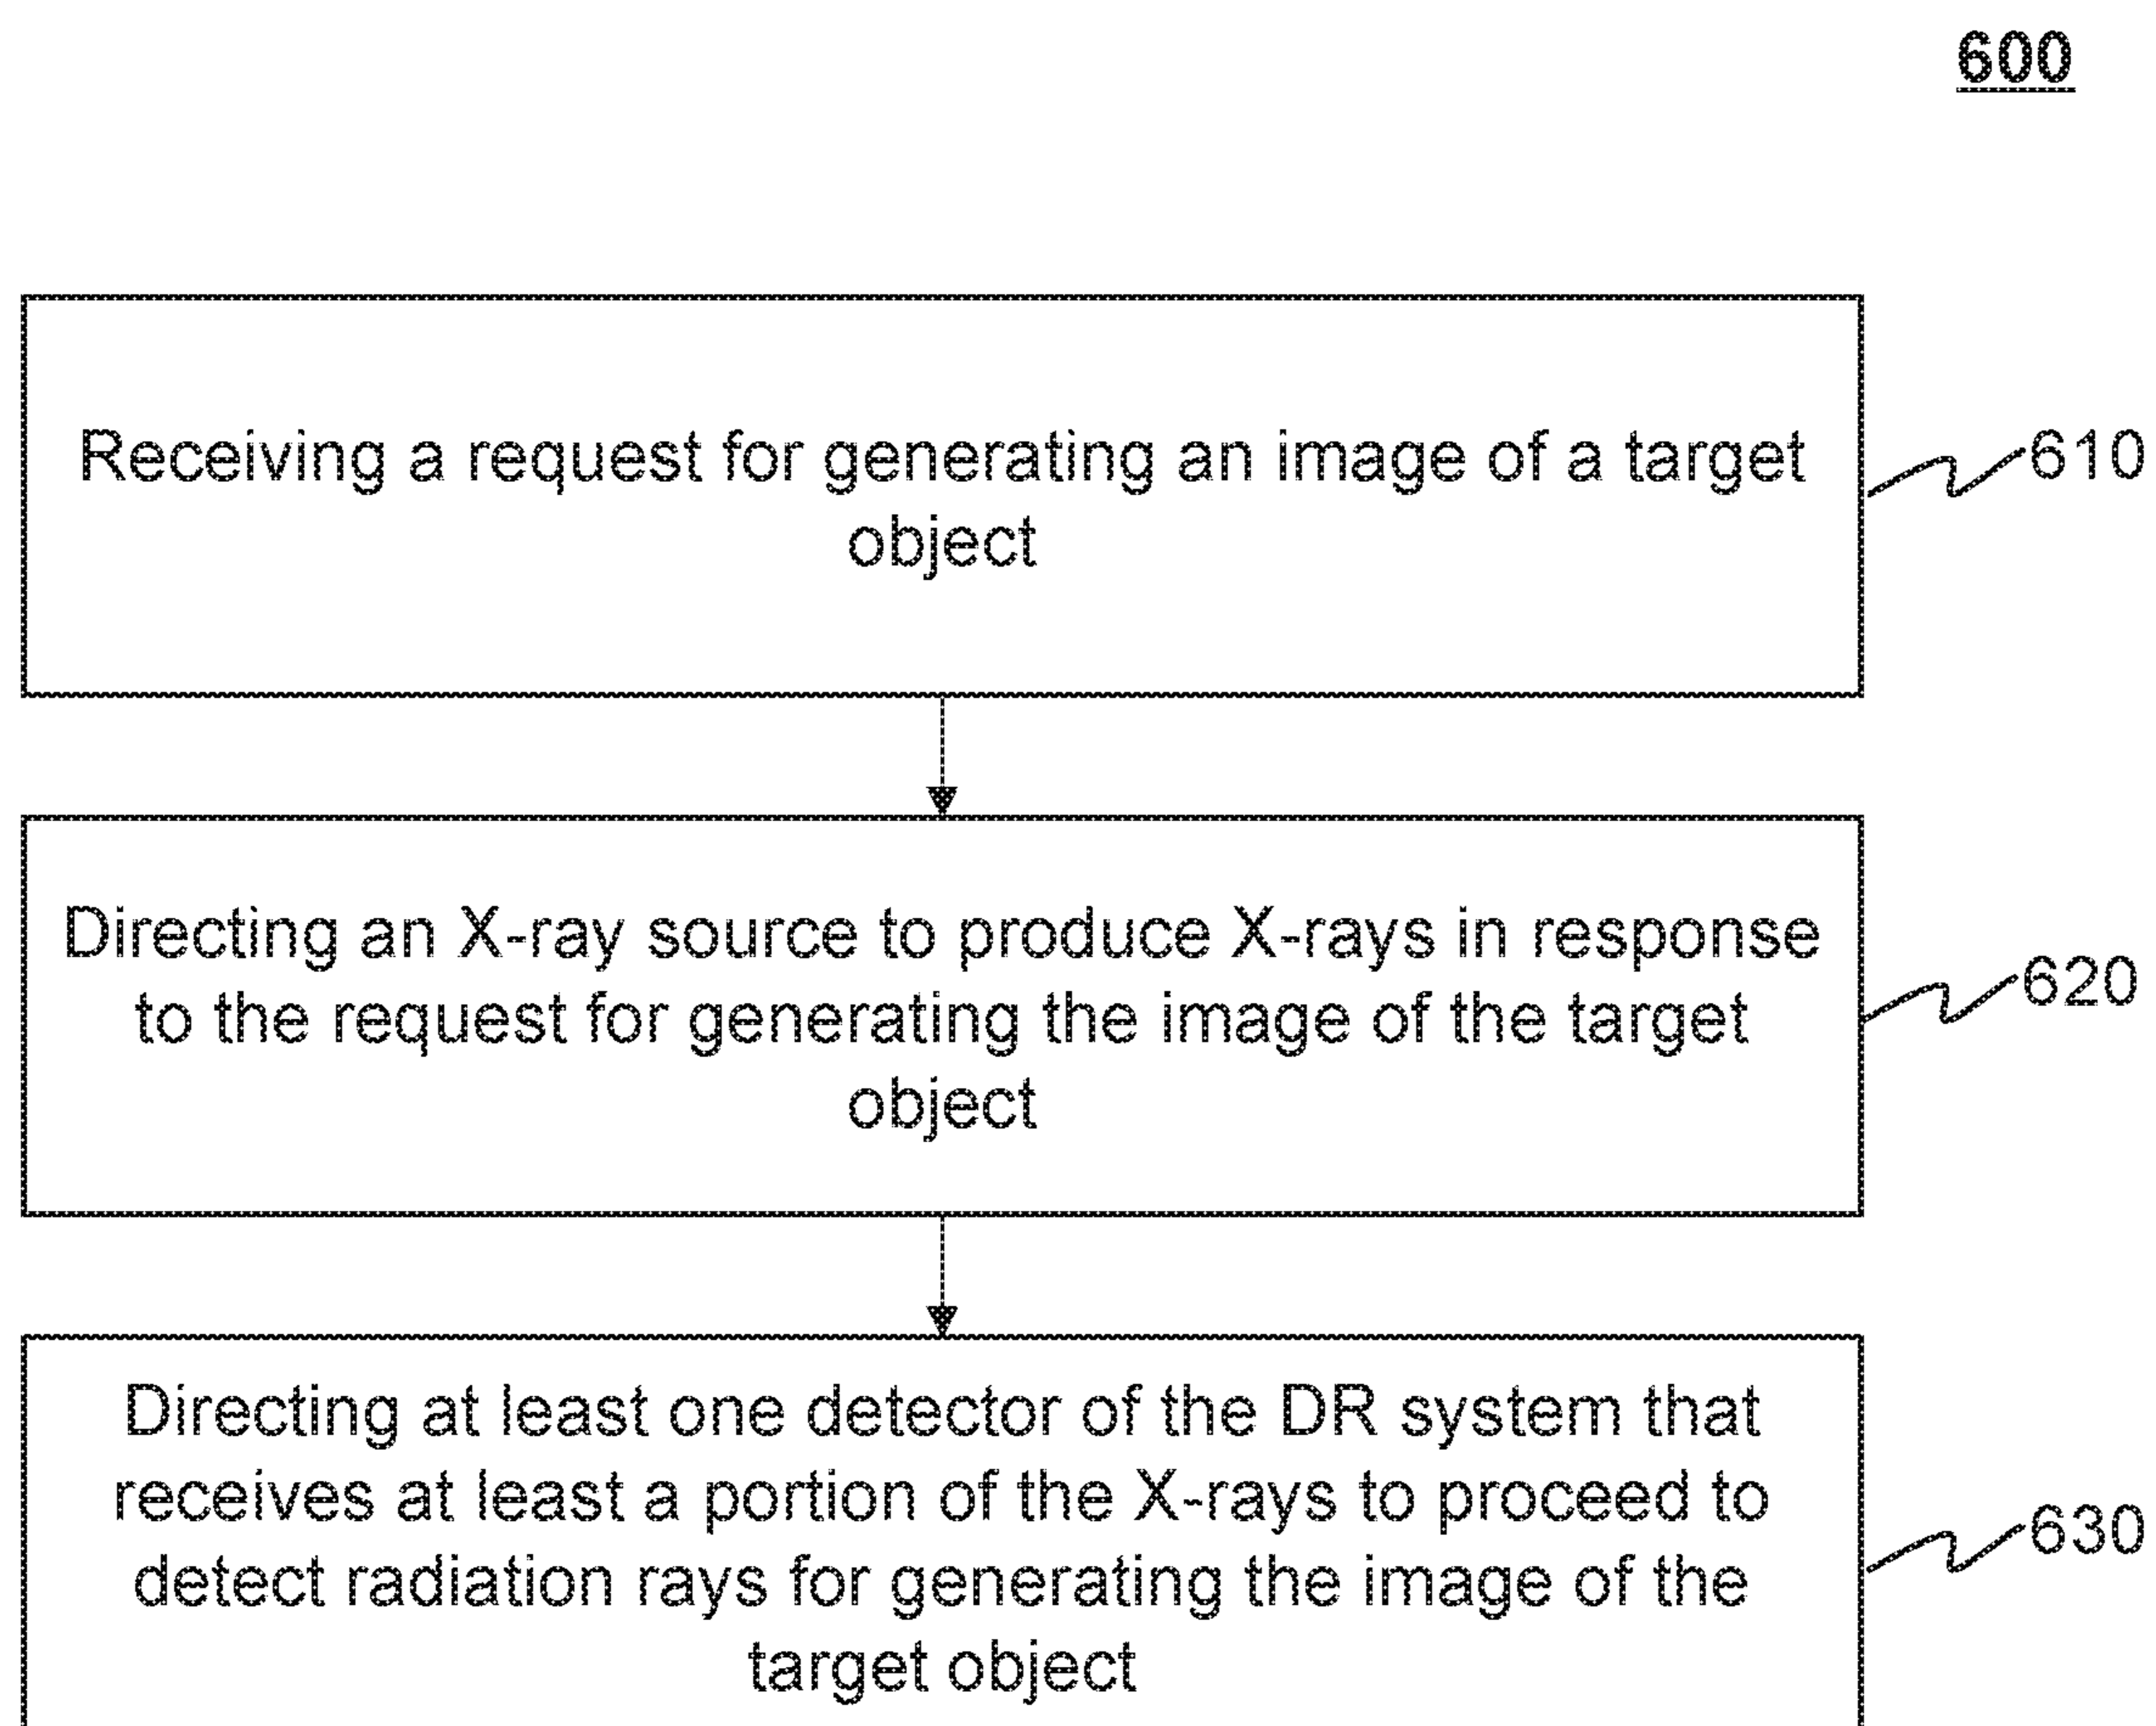 600
Receiving a request for generating an image of a target
object
610
Directing an X-ray source to produce X-rays in response
to the request for generating the image of the target
object
620
Directing at least one detector of the DR system that
receives at least a portion of the X-rays to proceed to
detect radiation rays for generating the image of the
target object
630